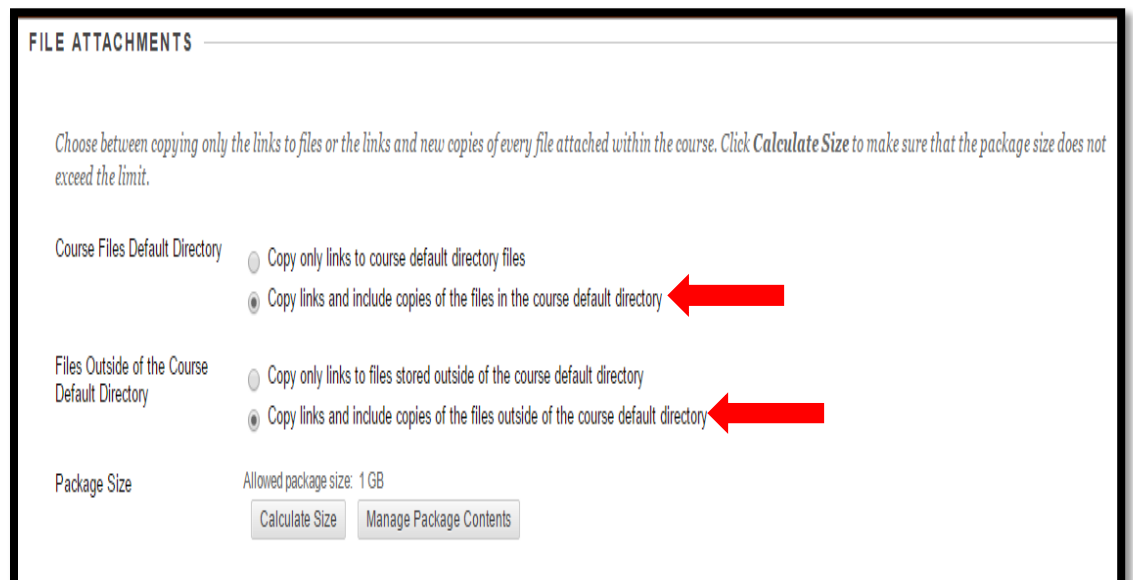 FILE ATTACHMENTS
Choose between copying only the links to files or the links and new copies of every file attached within the course. Click Calculate Size to make sure that the package size does not
exceed the limit.
Course Files Default Directory
Copy only links to course default directory files
Copy links and include copies of the files in the course default directory
Files Outside of the Course
Default Directory
Copy only links to files stored outside of the course default directory
Copy links and include copies of the files outside of the course default directory
Package Size
Allowed package size: 1 GB
Calculate Size
Manage Package Contents